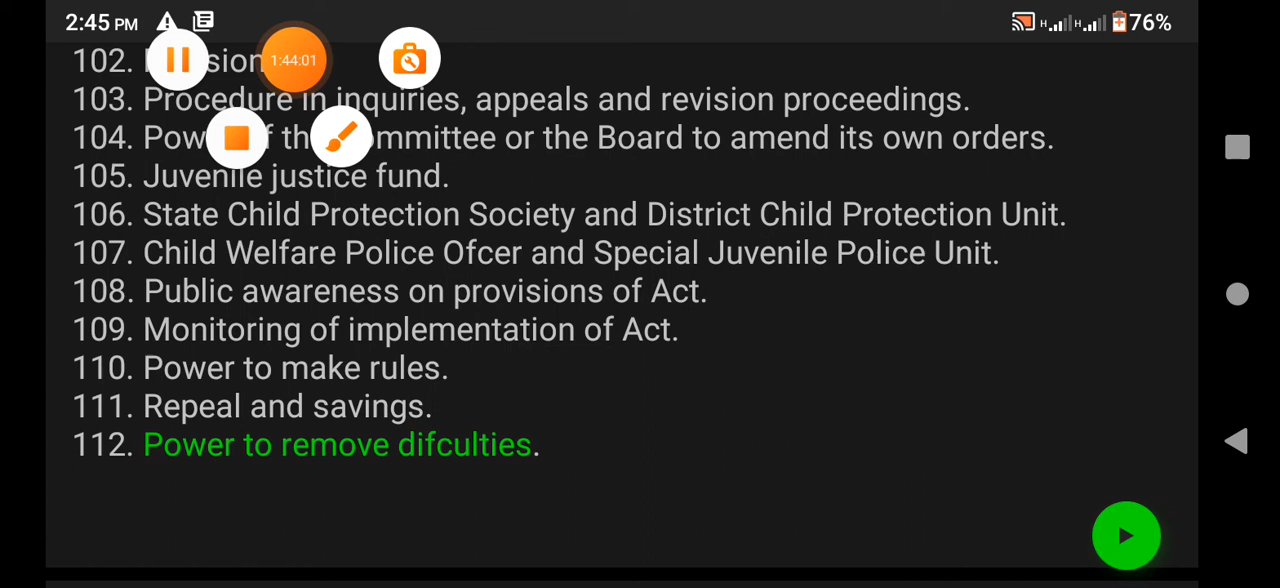 2:45 PM 76%
102. sion
1:44:01
103. Procedure in inquiries, appeals and revision proceedings.
104. Pow f th ommittee or the Board to amend its own orders.
105. Juvenile justice fund.
106. State Child Protection Society and District Child Protection Unit.
107. Child Welfare Police Ofcer and Special Juvenile Police Unit.
108. Public awareness on provisions of Act.
109. Monitoring of implementation of Act.
110. Power to make rules.
111. Repeal and savings.
112. Power to remove difculties.